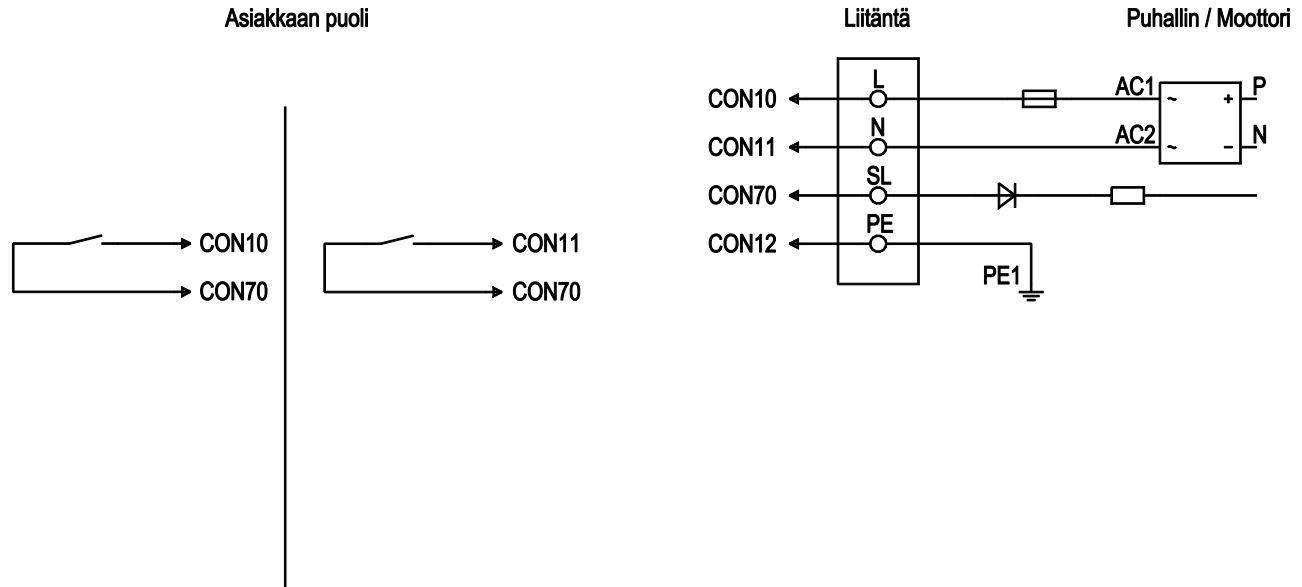 Asiakkaan puoli
Liitäntä
Puhallin / Moottori
CON10
CON70
CON11
CON70
CON10
L
AC1
~
+
P
CON11
N
AC2
~
–
N
CON70
SL
CON12
PE
PE1